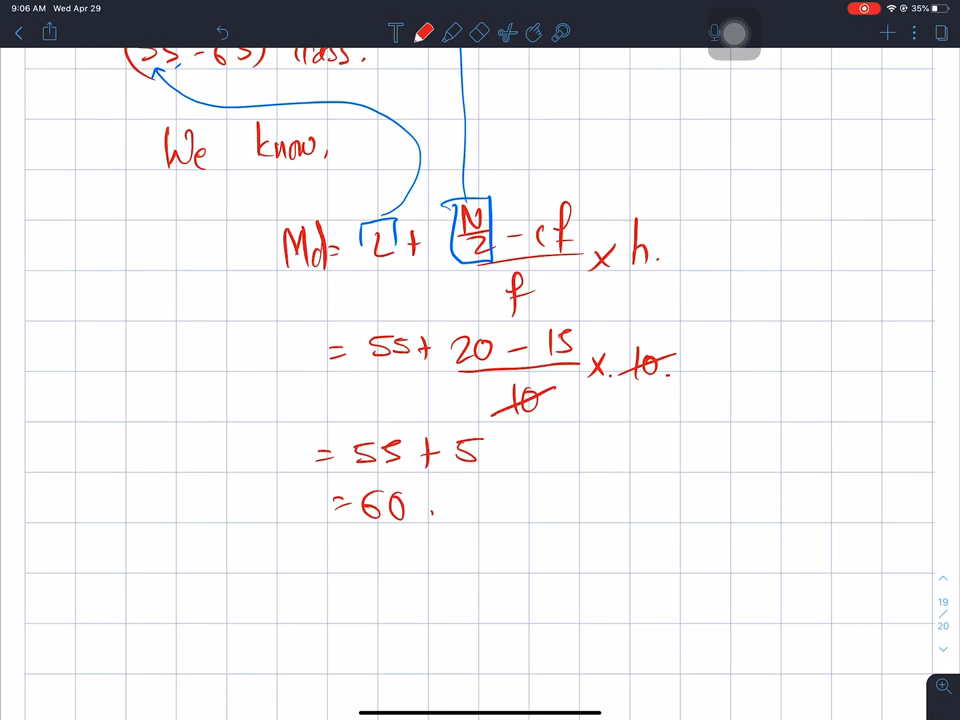 9:06 AM Wed Apr 29
35%
(55 - 65) class.
We know,
Md = L + N/2 - cf / f × h.
= 55 + 20 - 15 / 10 × 10.
= 55 + 5
= 60.
19
/
20